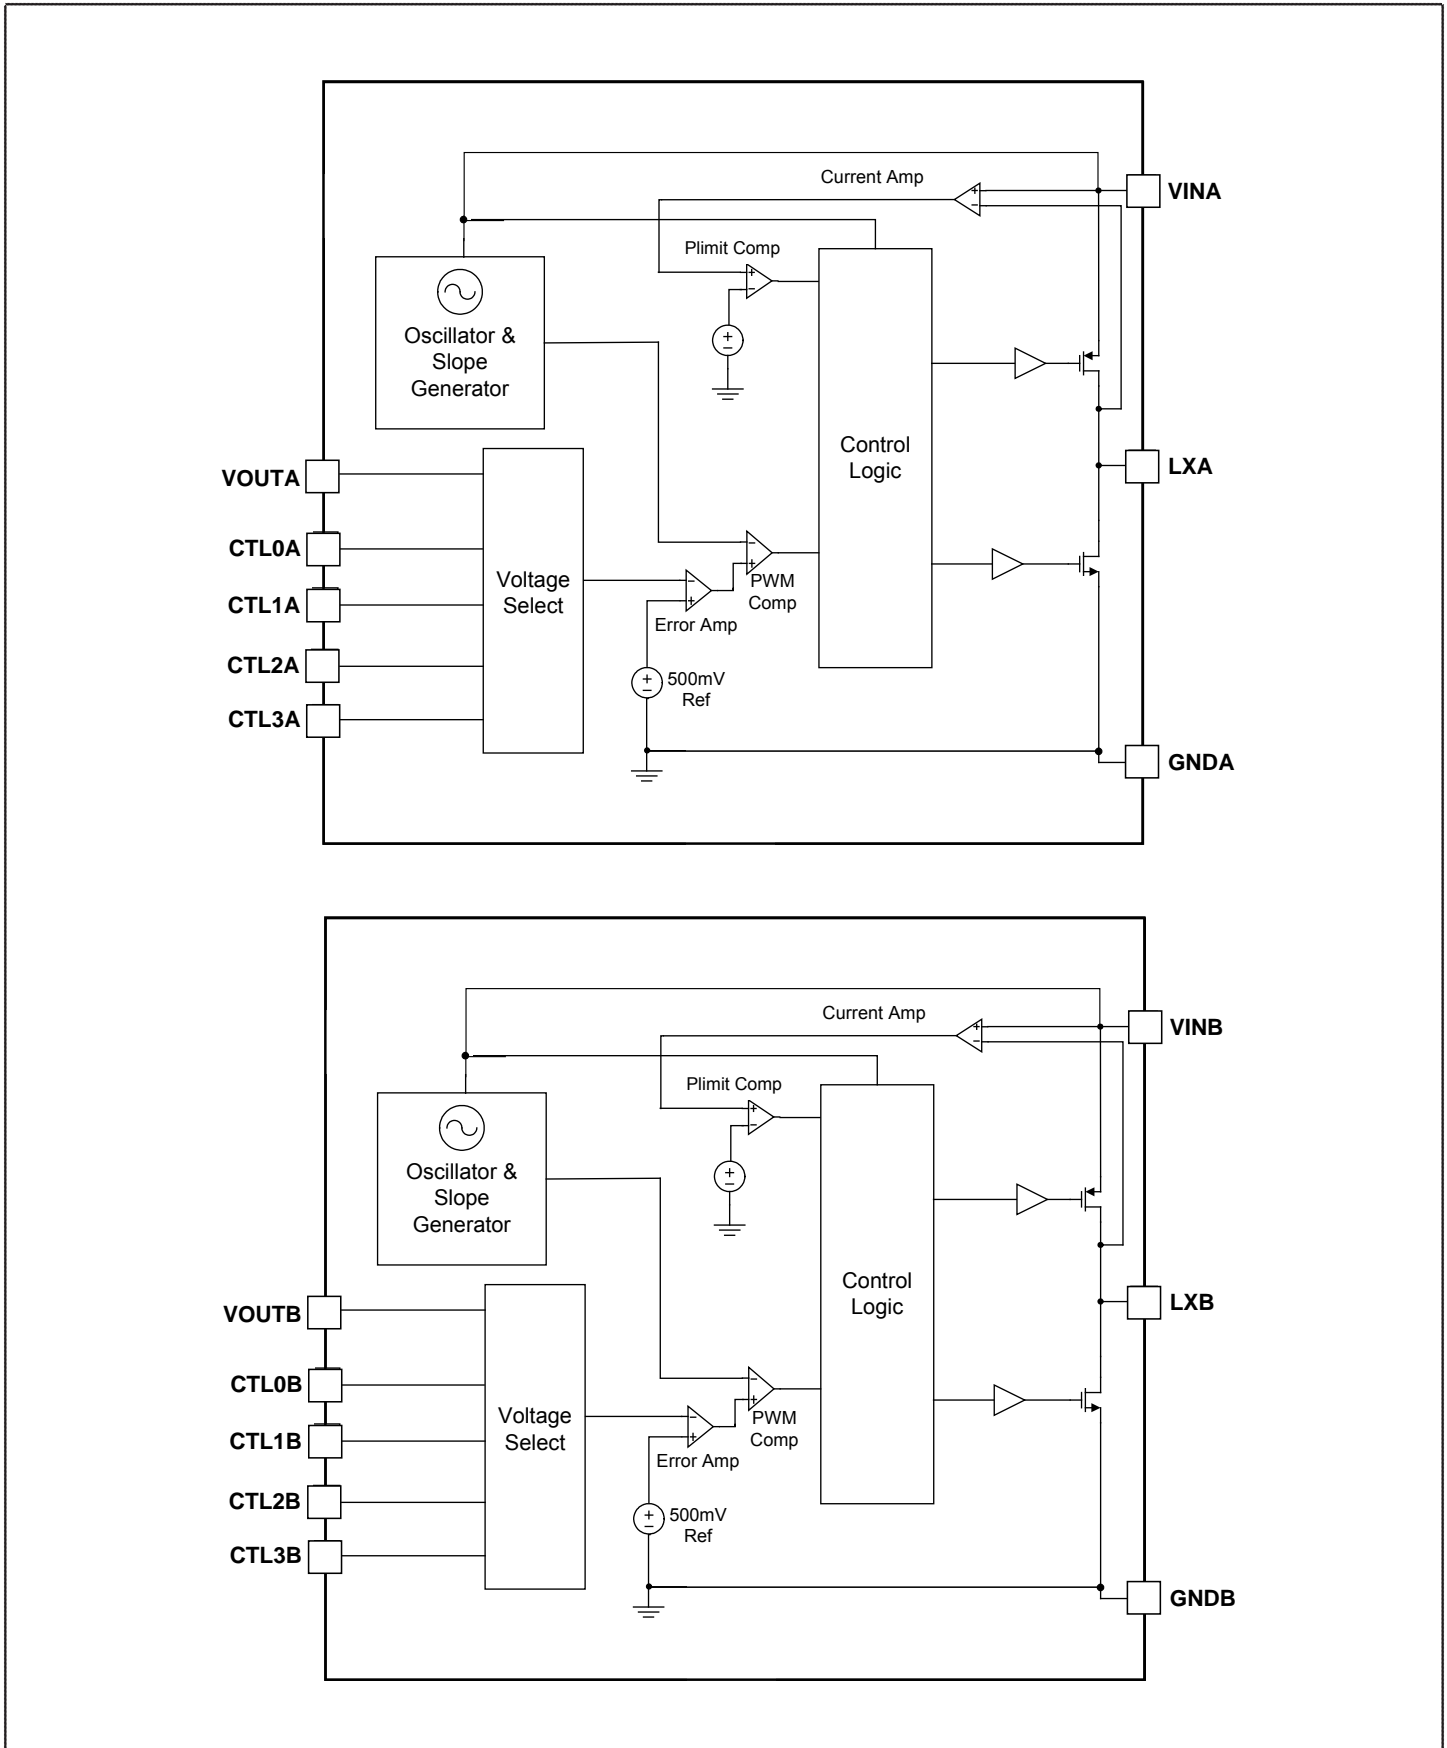 Current Amp
VINA
Plimit Comp
+
−
+
−
Oscillator &
Slope
Generator
+
−
Control
Logic
VOUTA
LXA
CTL0A
−
+
PWM
Comp
Voltage
Select
−
+
Error Amp
CTL1A
CTL2A
+
−
500mV
Ref
CTL3A
GNDA
Current Amp
VINB
Plimit Comp
+
−
+
−
Oscillator &
Slope
Generator
+
−
Control
Logic
VOUTB
LXB
CTL0B
−
+
PWM
Comp
Voltage
Select
−
+
Error Amp
CTL1B
CTL2B
+
−
500mV
Ref
CTL3B
GNDB